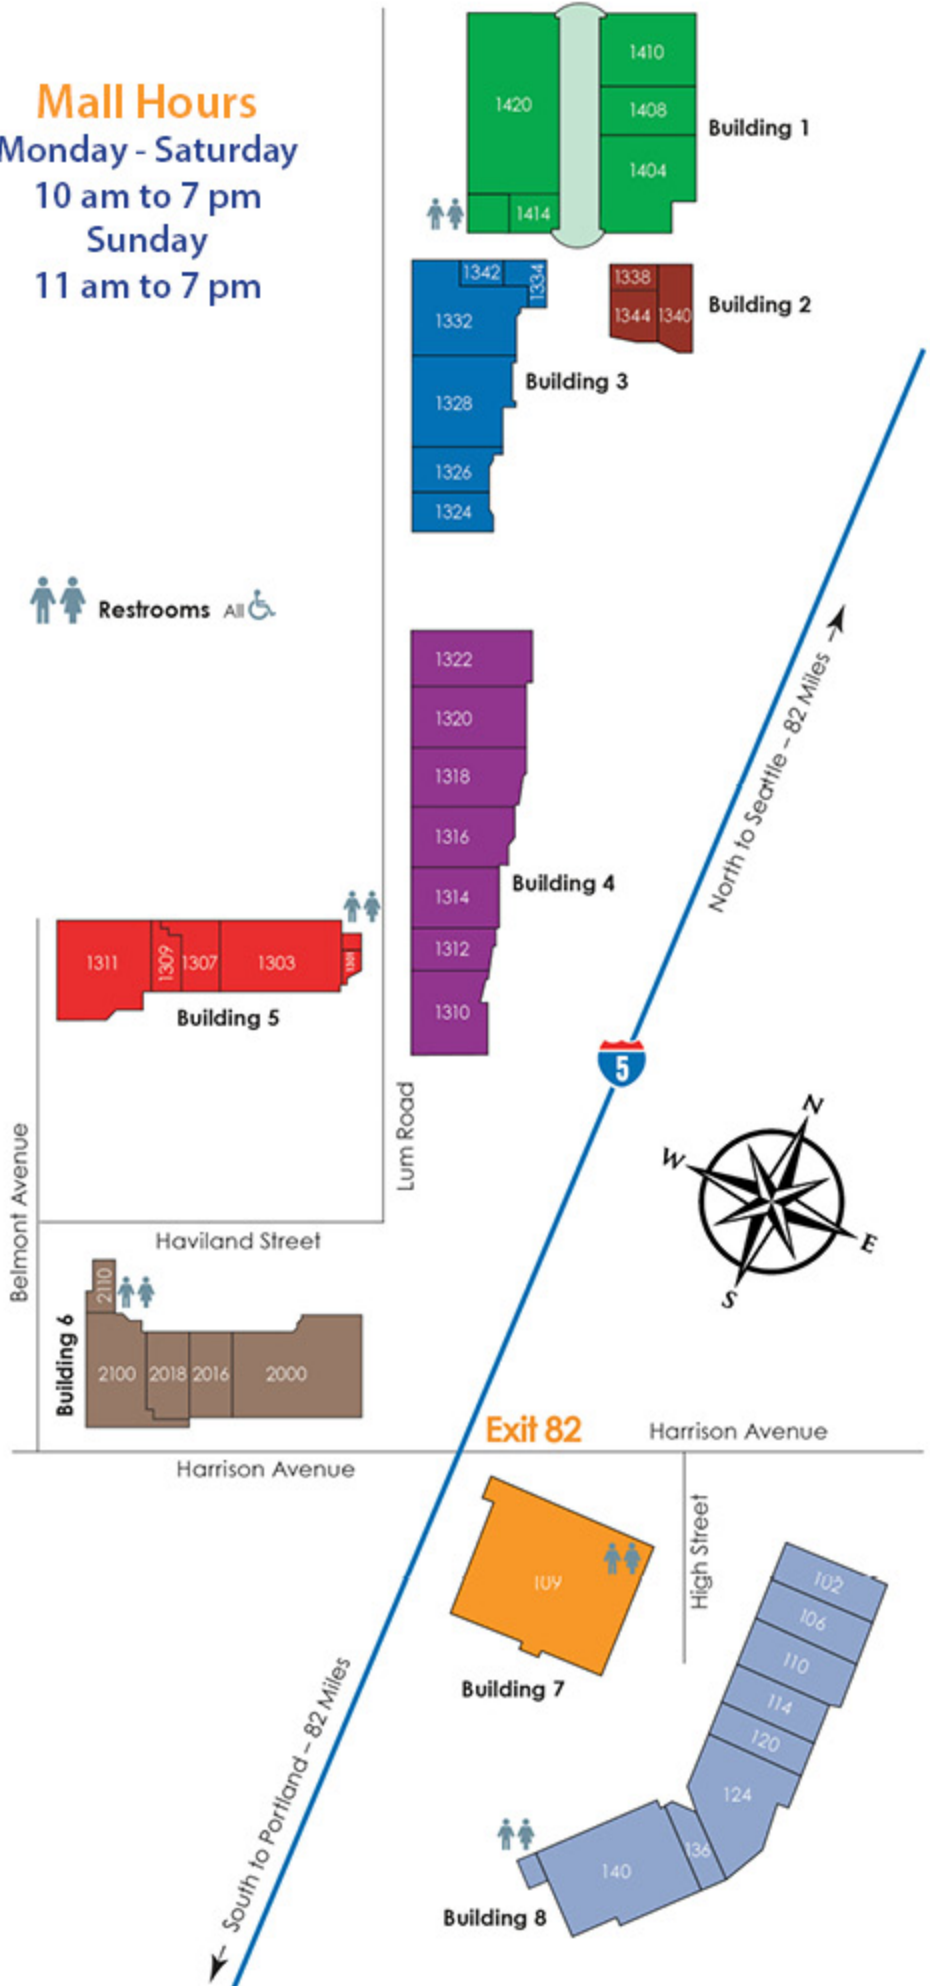 Mall Hours
Monday - Saturday
10 am to 7 pm
Sunday
11 am to 7 pm
1420
1410
1408
1404
1414
Building 1
1342
1334
1332
1328
1326
1324
Building 3
1338
1344
1340
Building 2
Restrooms All
North to Seattle – 82 Miles
1322
1320
1318
1316
1314
1312
1310
Building 4
1311
1309
1307
1303
1301
Building 5
5
Lum Road
Belmont Avenue
N
W
E
S
Haviland Street
2110
2100
2018
2016
2000
Building 6
Exit 82
Harrison Avenue
Harrison Avenue
High Street
109
Building 7
102
106
110
114
120
124
136
140
Building 8
South to Portland – 82 Miles